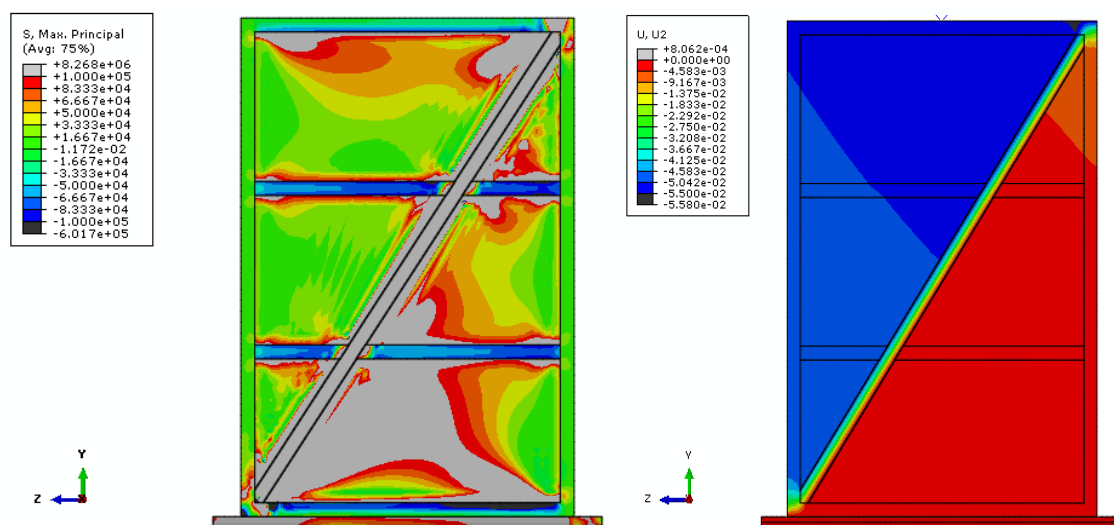 S, Max. Principal
(Avg: 75%)
+8.268e+06
+1.000e+05
+8.333e+04
+6.667e+04
+5.000e+04
+3.333e+04
+1.667e+04
-1.172e-02
-1.667e+04
-3.333e+04
-5.000e+04
-6.667e+04
-8.333e+04
-1.000e+05
-6.017e+05
Y
Z
U, U2
+8.062e-04
+0.000e+00
-4.583e-03
-9.167e-03
-1.375e-02
-1.833e-02
-2.292e-02
-2.750e-02
-3.208e-02
-3.667e-02
-4.125e-02
-5.042e-02
-5.500e-02
-5.580e-02
Y
Z